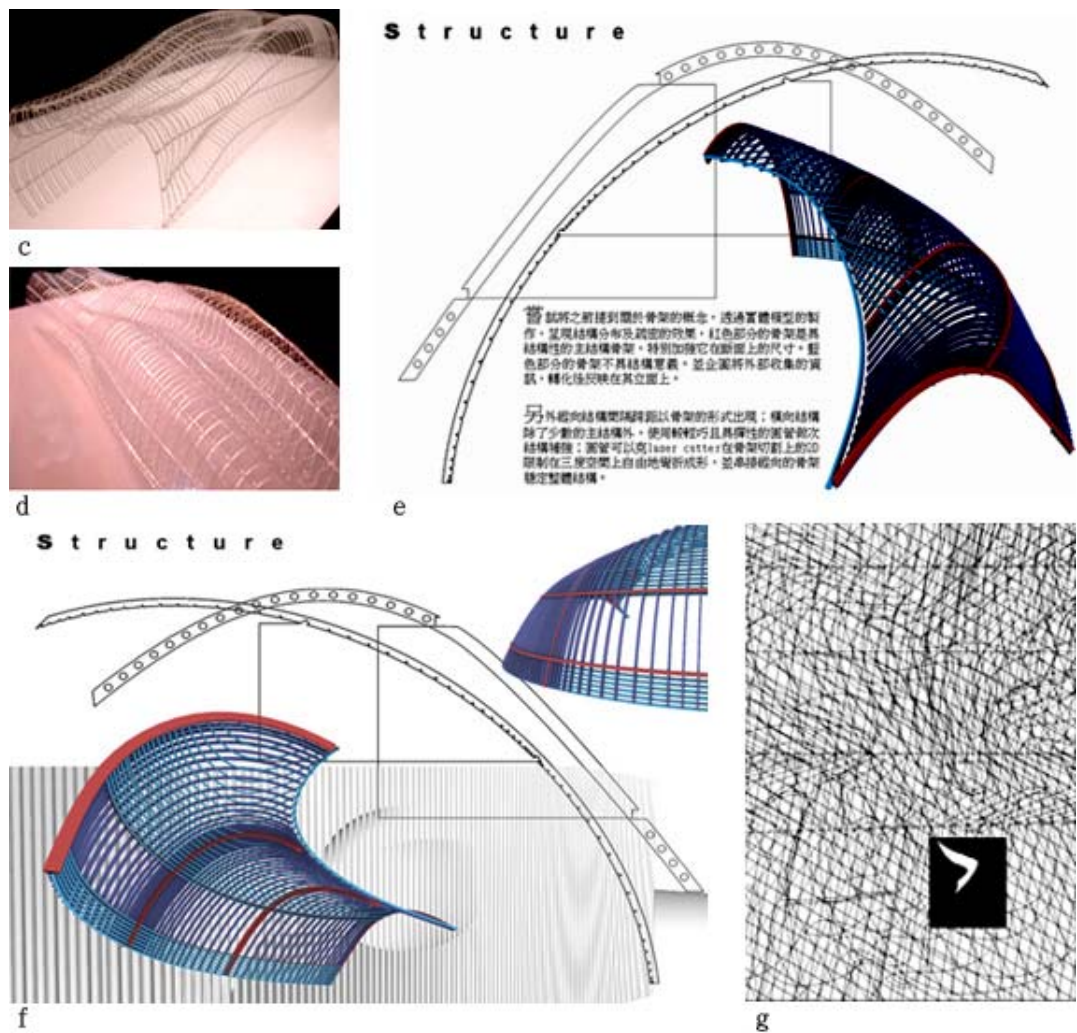 Structure
c
當試將之前提到關於骨架的概念，透過實體模型的製
作，呈現結構分布及疏密的效果，紅色部分的骨架是具
結構性的主結構骨架，特別加強它在斷面上的尺寸，藍
色部分的骨架不具結構意義，並企圖將外部收集的資
訊，轉化後反映在其立面上。
另外縱向結構間隔跨距以骨架的形式出現；橫向結構
除了少數的主結構外，使用較輕巧且具彈性的圓管做次
結構補強；圓管可以克laser cutter在骨架切割上的2D
限制在三度空間上自由地彎折成形，並串接縱向的骨架
穩定整體結構。
d
e
Structure
f
g